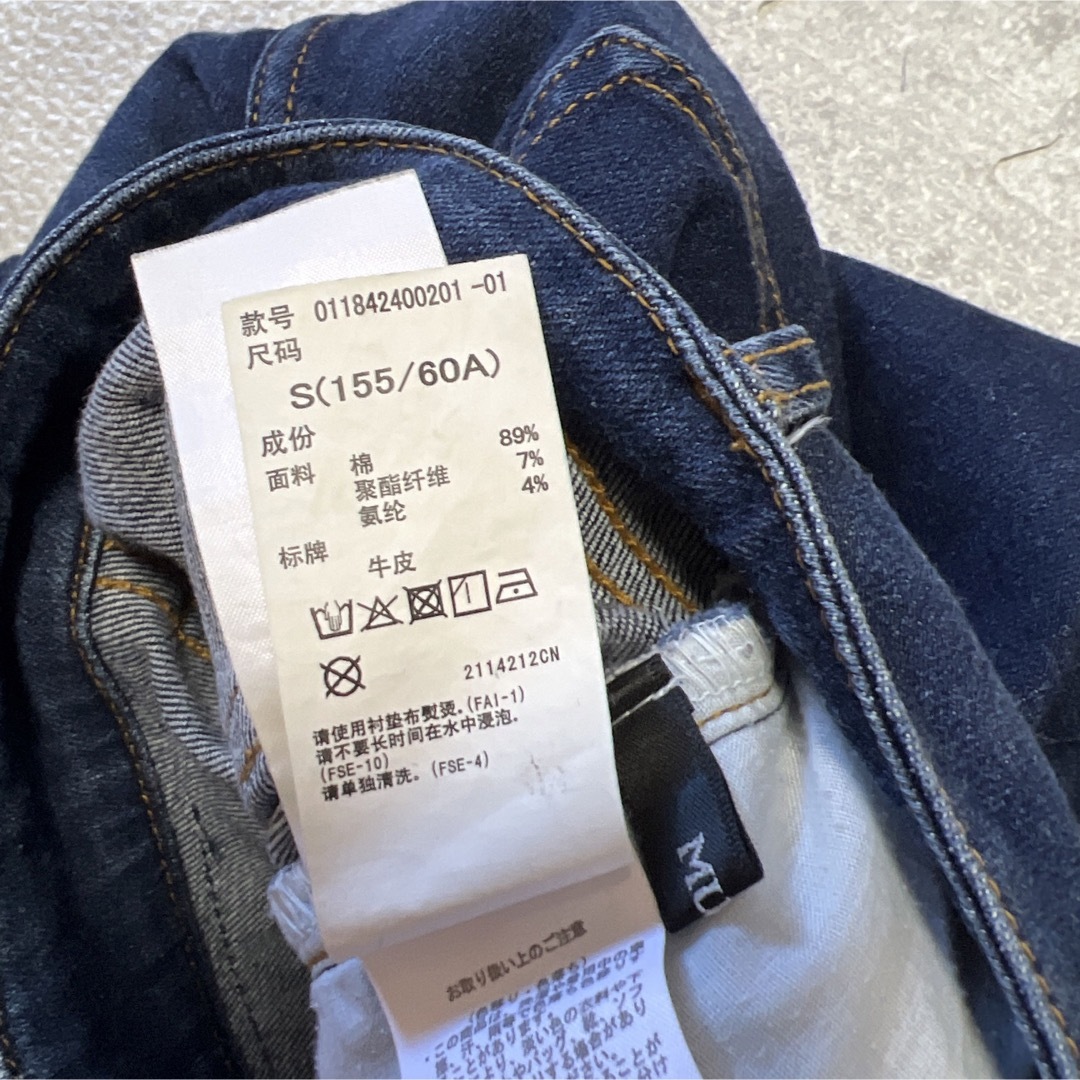 款号 011842400201 -01
尺码
S(155/60A)
成份
面料 棉 89%
聚酯纤维 7%
氨纶 4%
标牌 牛皮
2114212CN
请使用衬垫布熨烫。(FAI-1)
请不要长时间在水中浸泡。
(FSE-10)
请单独清洗。(FSE-4)
MU
お取り扱い上のご注意